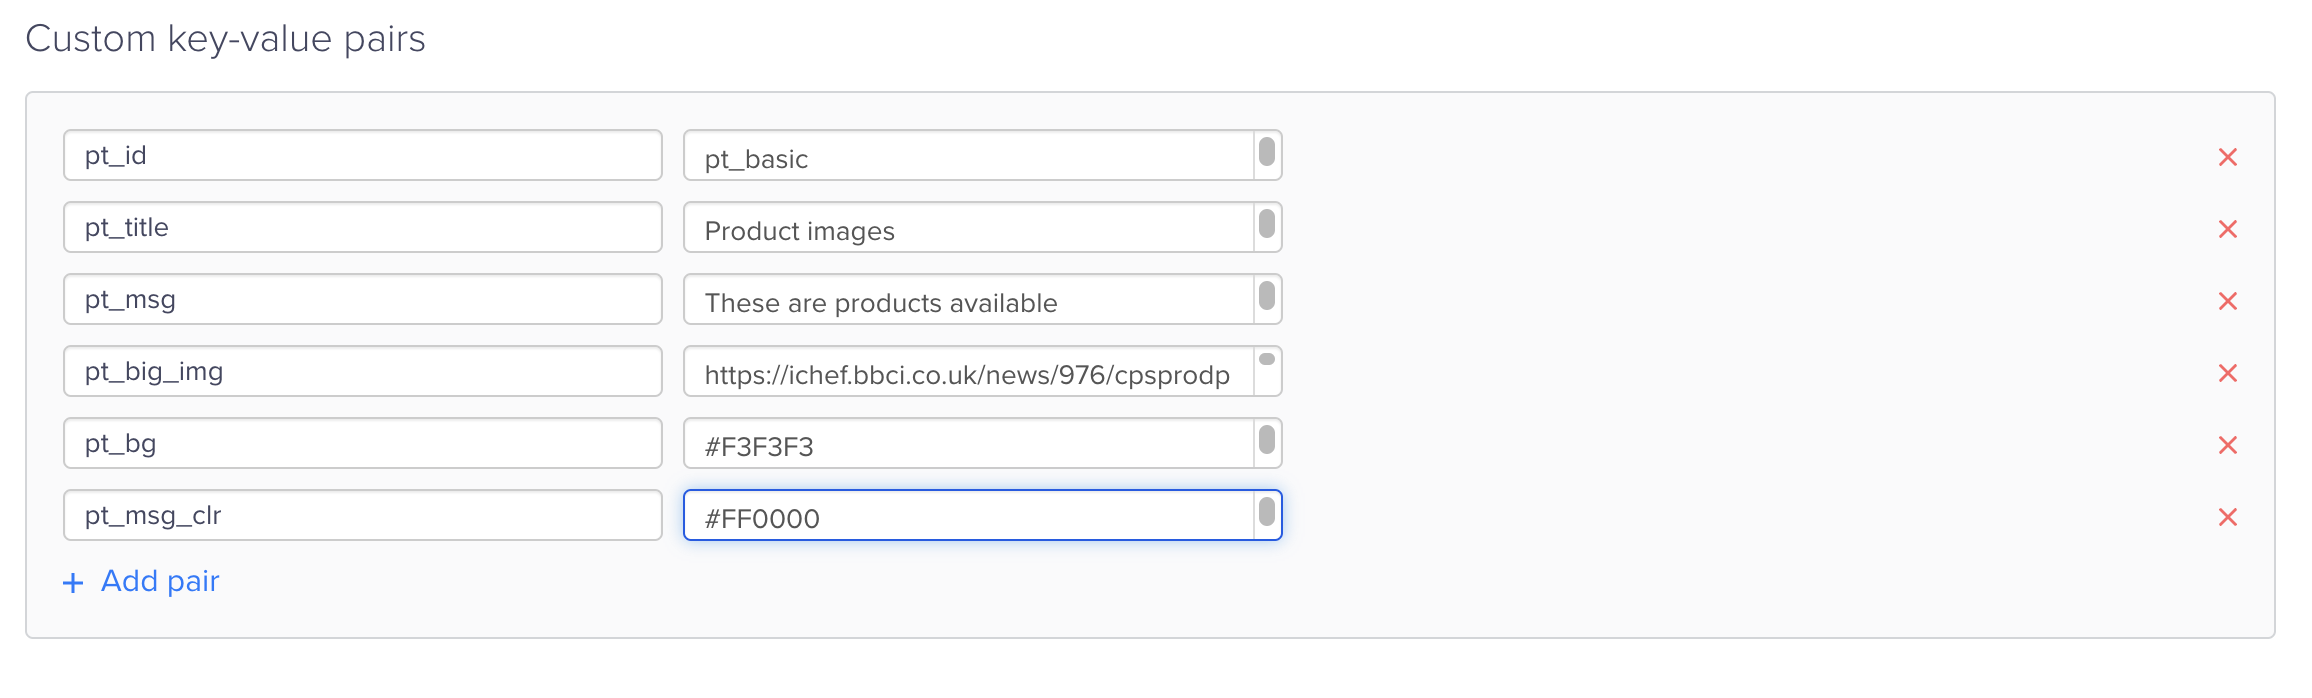 Custom key-value pairs
pt_id pt_basic
pt_title Product images
pt_msg These are products available
pt_big_img https://ichef.bbci.co.uk/news/976/cpsprodp
pt_bg #F3F3F3
pt_msg_clr #FF0000
+ Add pair